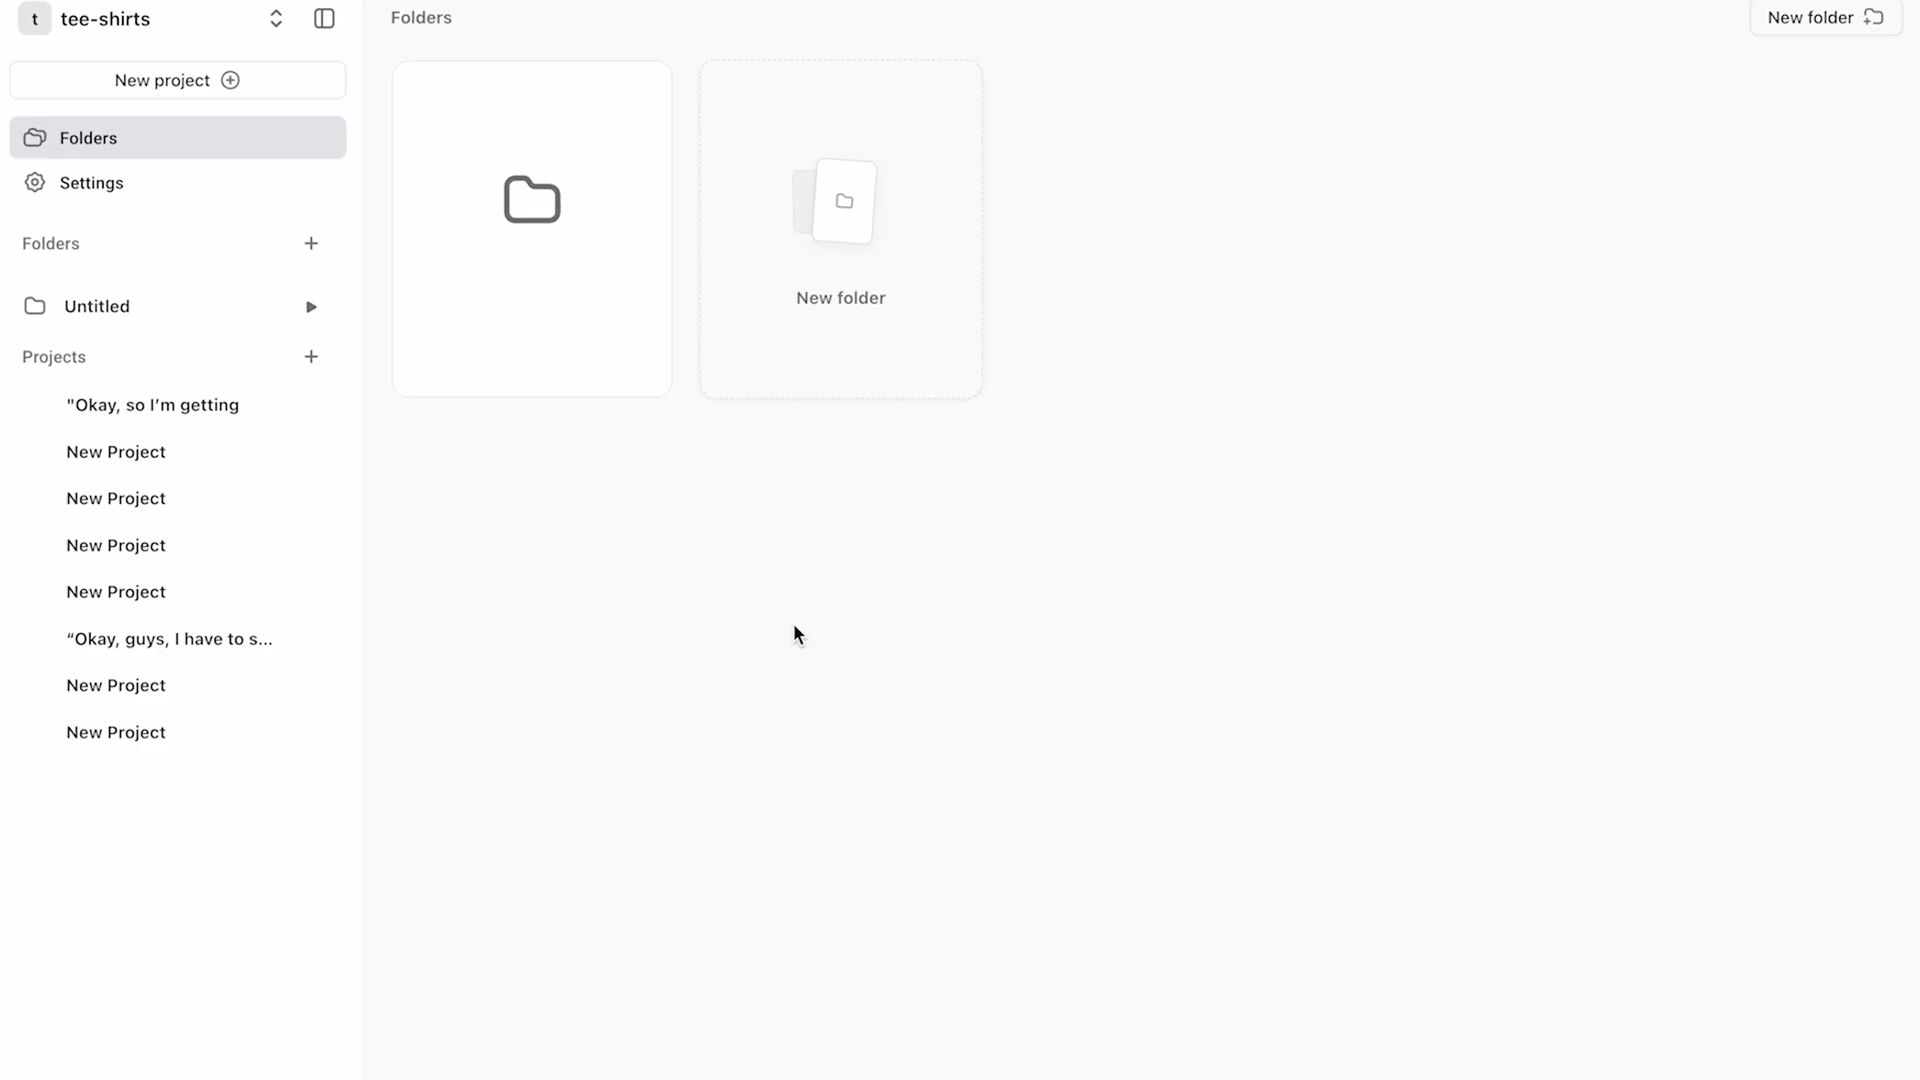 t tee-shirts
New project
Folders
Settings
Folders
Untitled
Projects
"Okay, so I’m getting
New Project
New Project
New Project
New Project
“Okay, guys, I have to s...
New Project
New Project
Folders
New folder
New folder